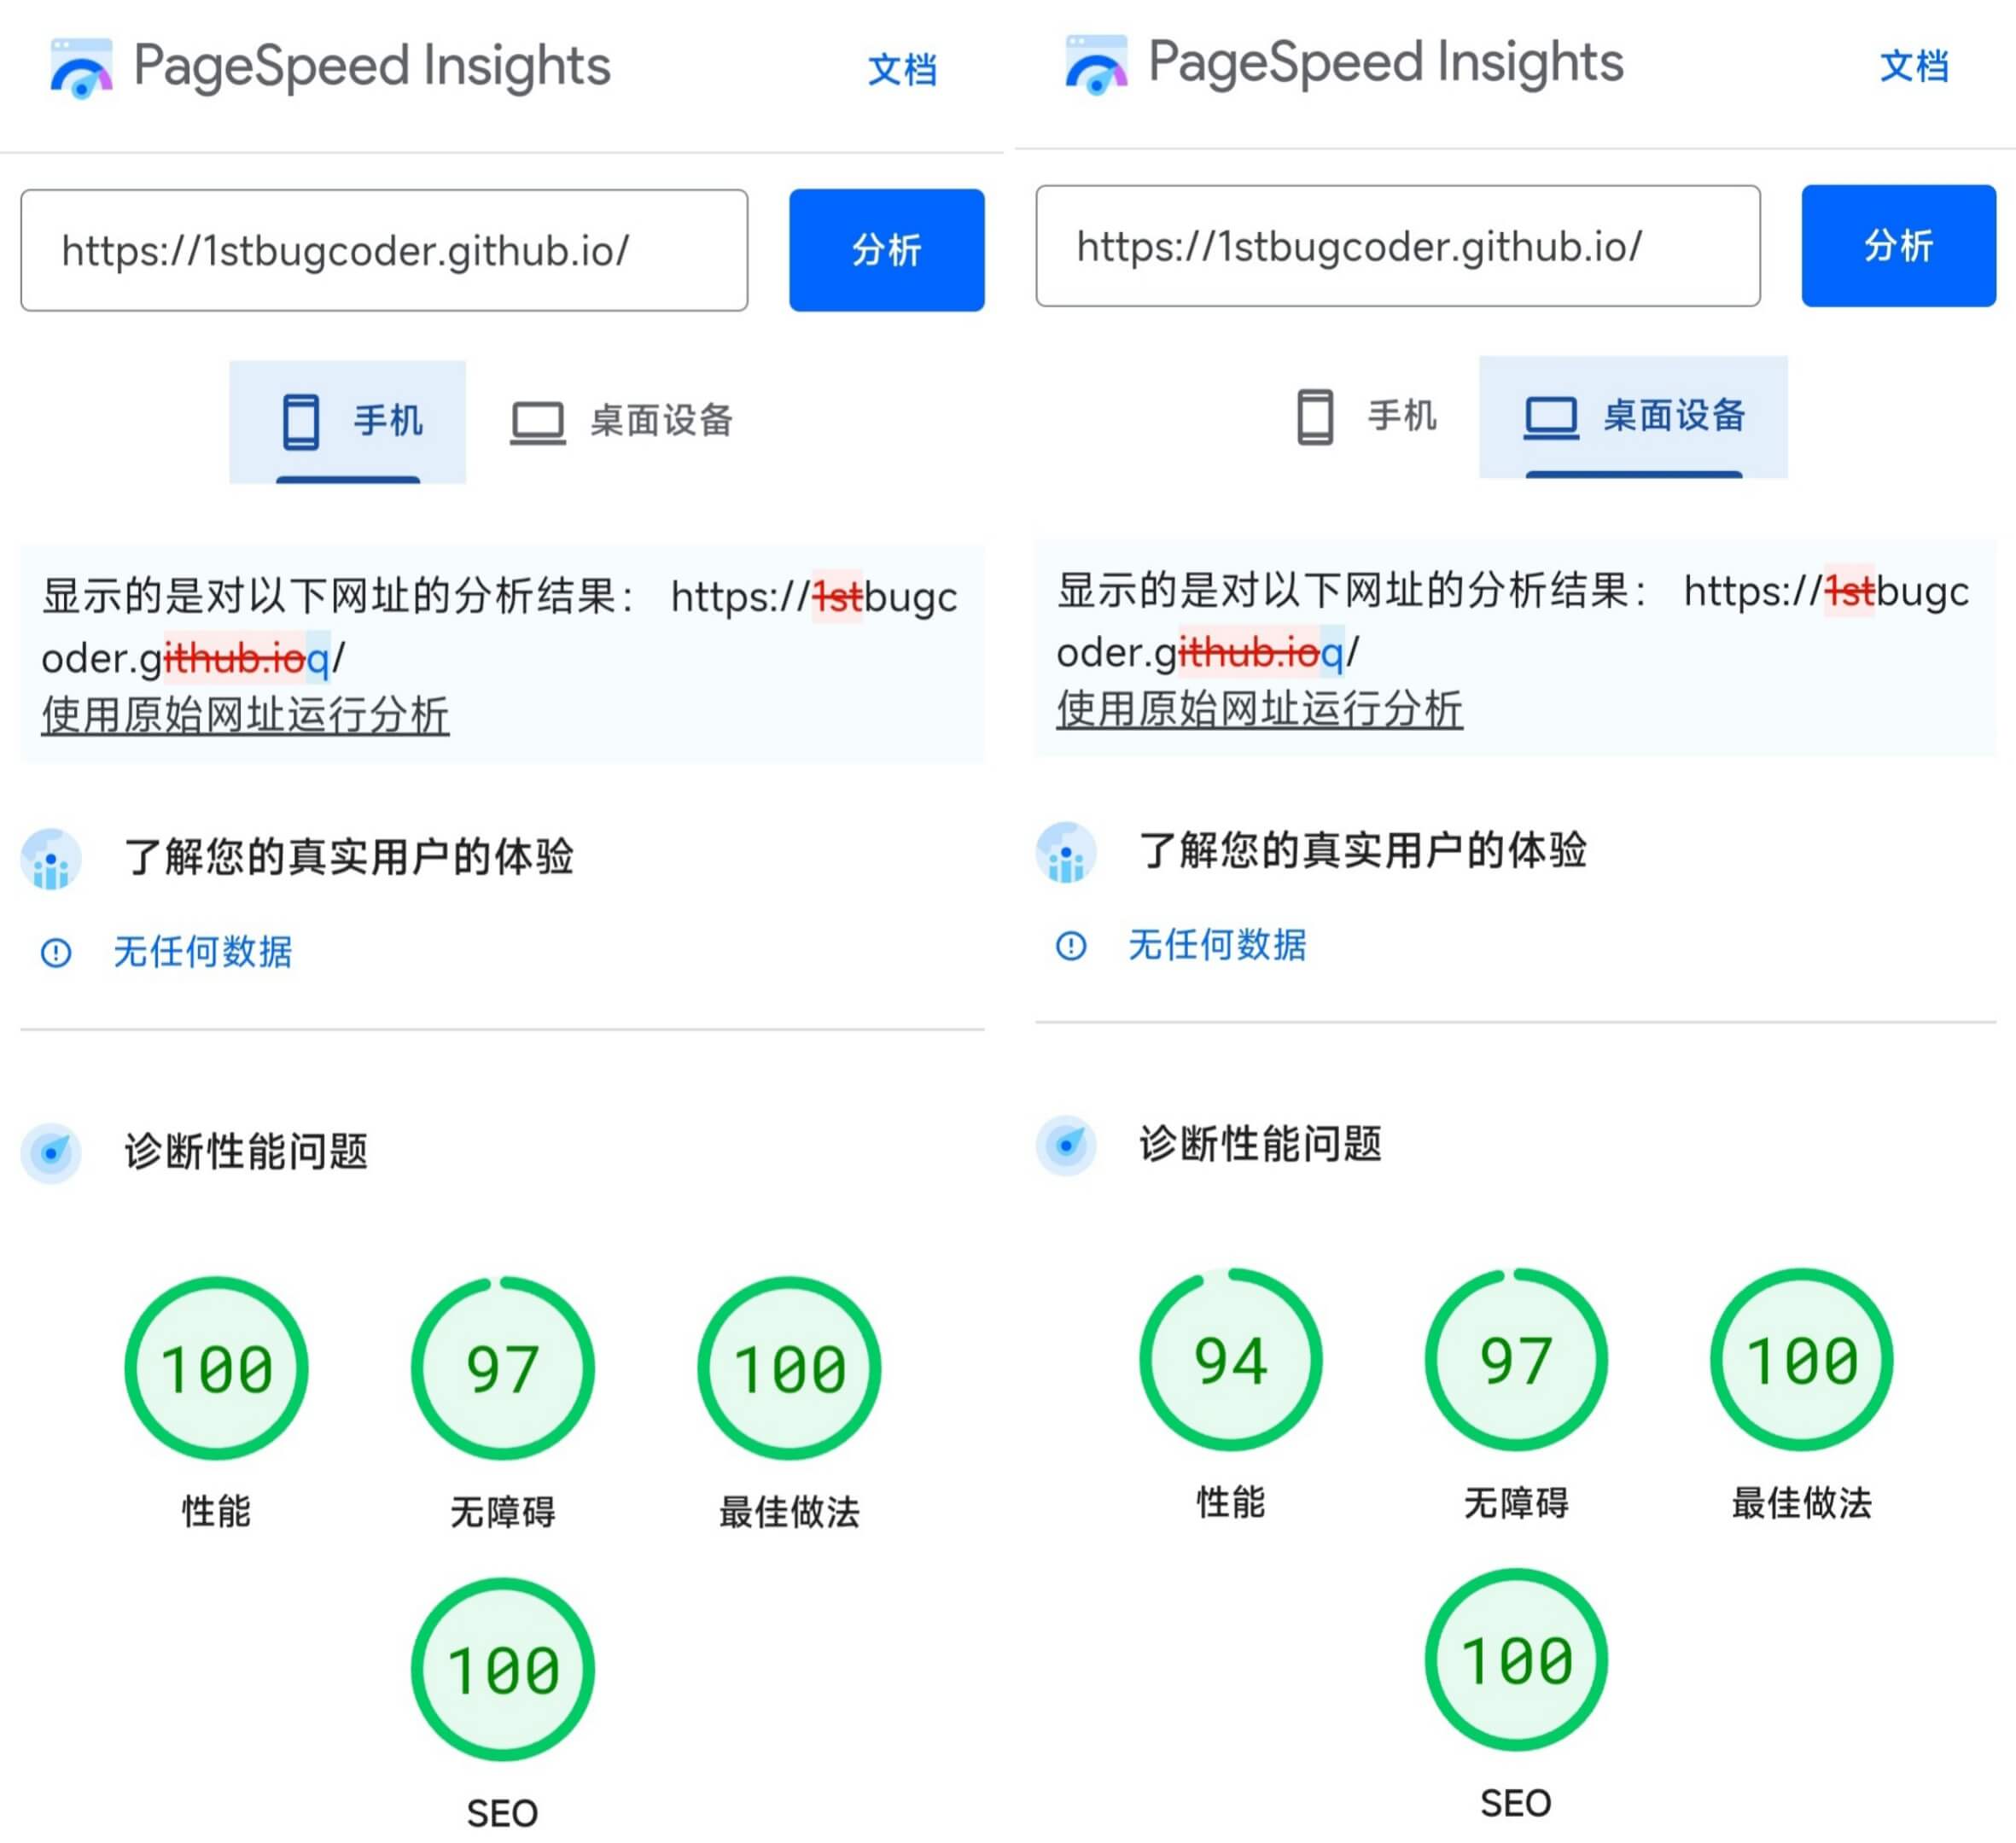 PageSpeed Insights
文档
https://1stbugcoder.github.io/
分析
手机
桌面设备
显示的是对以下网址的分析结果： https://1stbugc
oder.github.ioq/
使用原始网址运行分析
了解您的真实用户的体验
无任何数据
诊断性能问题
100
97
100
性能
无障碍
最佳做法
100
SEO
PageSpeed Insights
文档
https://1stbugcoder.github.io/
分析
手机
桌面设备
显示的是对以下网址的分析结果： https://1stbugc
oder.github.ioq/
使用原始网址运行分析
了解您的真实用户的体验
无任何数据
诊断性能问题
94
97
100
性能
无障碍
最佳做法
100
SEO